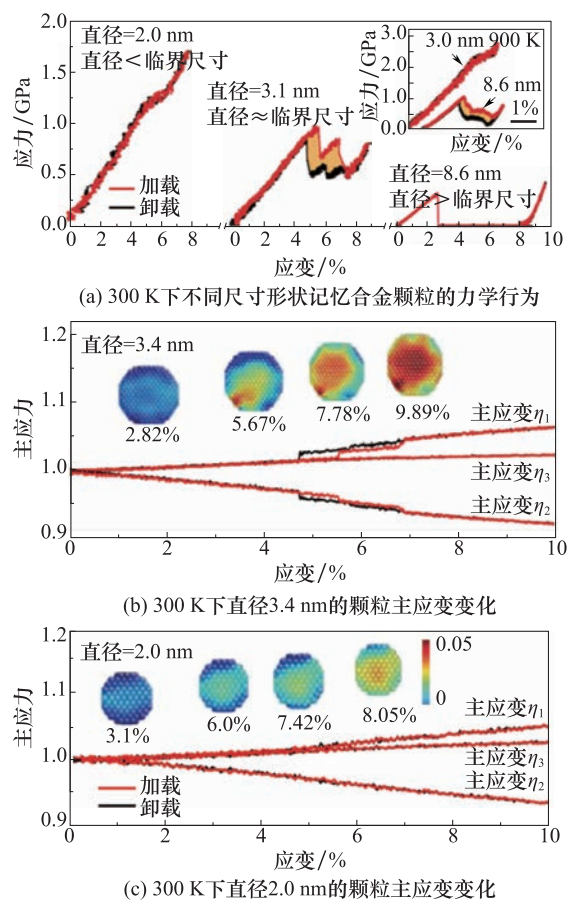 2.0
1.5
1.0
0.5
0.0
应力/GPa
直径=2.0 nm
直径<临界尺寸
加载
卸载
直径=3.1 nm
直径≈临界尺寸
3.0
2.0
1.0
0
应力/GPa
3.0 nm 900 K
8.6 nm
1%
应变/%
直径=8.6 nm
直径>临界尺寸
0 2 4 6 8 0 2 4 6 8 0 2 4 6 8 10
应变/%
(a) 300 K下不同尺寸形状记忆合金颗粒的力学行为
1.2
1.1
1.0
0.9
主应力
直径=3.4 nm
2.82%
5.67%
7.78%
9.89%
主应变η1
主应变η3
主应变η2
0 2 4 6 8 10
应变/%
(b) 300 K下直径3.4 nm的颗粒主应变变化
1.2
1.1
1.0
0.9
主应力
直径=2.0 nm
3.1%
6.0%
7.42%
8.05%
0.05
0
主应变η1
主应变η3
主应变η2
加载
卸载
0 2 4 6 8 10
应变/%
(c) 300 K下直径2.0 nm的颗粒主应变变化